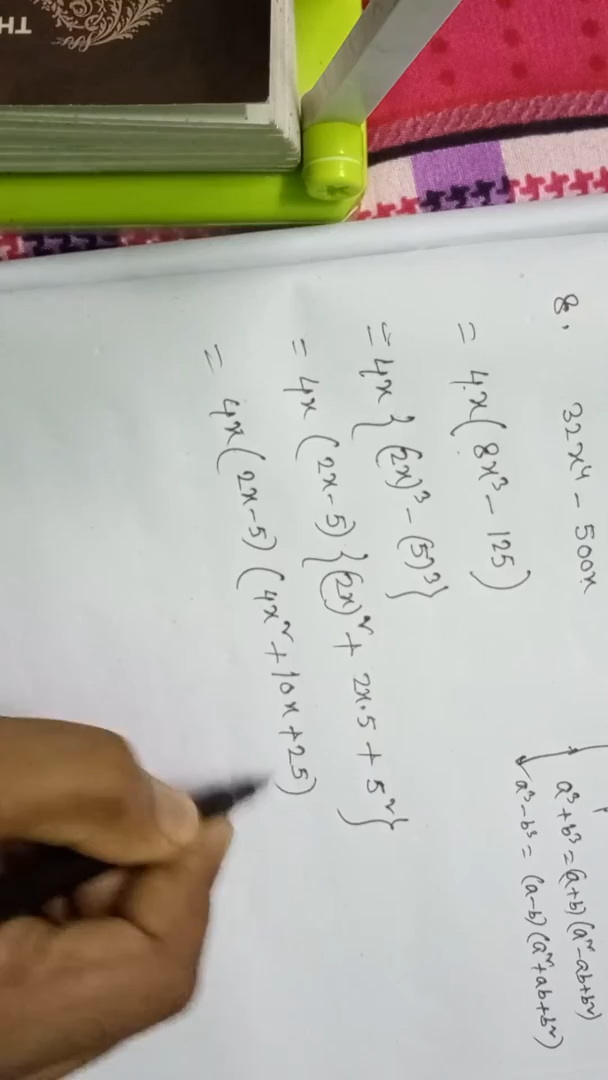 TH
8. 32x⁴ - 500x
= 4x(8x³ - 125)
= 4x{(2x)³ - (5)³}
= 4x (2x-5){(2x)² + 2x.5 + 5²}
= 4x(2x-5)(4x² + 10x + 25)
a³+b³ = (a+b)(a²-ab+b²)
a³-b³ = (a-b)(a²+ab+b²)